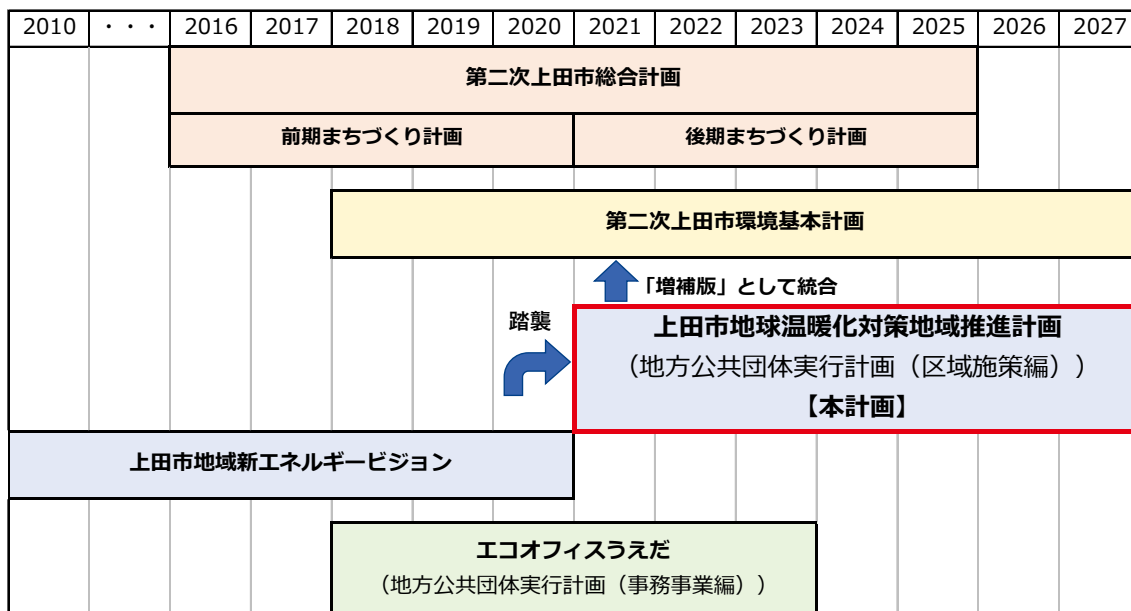 2010 ・・・ 2016 2017 2018 2019 2020 2021 2022 2023 2024 2025 2026 2027
第二次上田市総合計画
前期まちづくり計画 後期まちづくり計画
第二次上田市環境基本計画
「増補版」として統合
踏襲
上田市地球温暖化対策地域推進計画
（地方公共団体実行計画（区域施策編））
【本計画】
上田市地域新エネルギービジョン
エコオフィスうえだ
（地方公共団体実行計画（事務事業編））